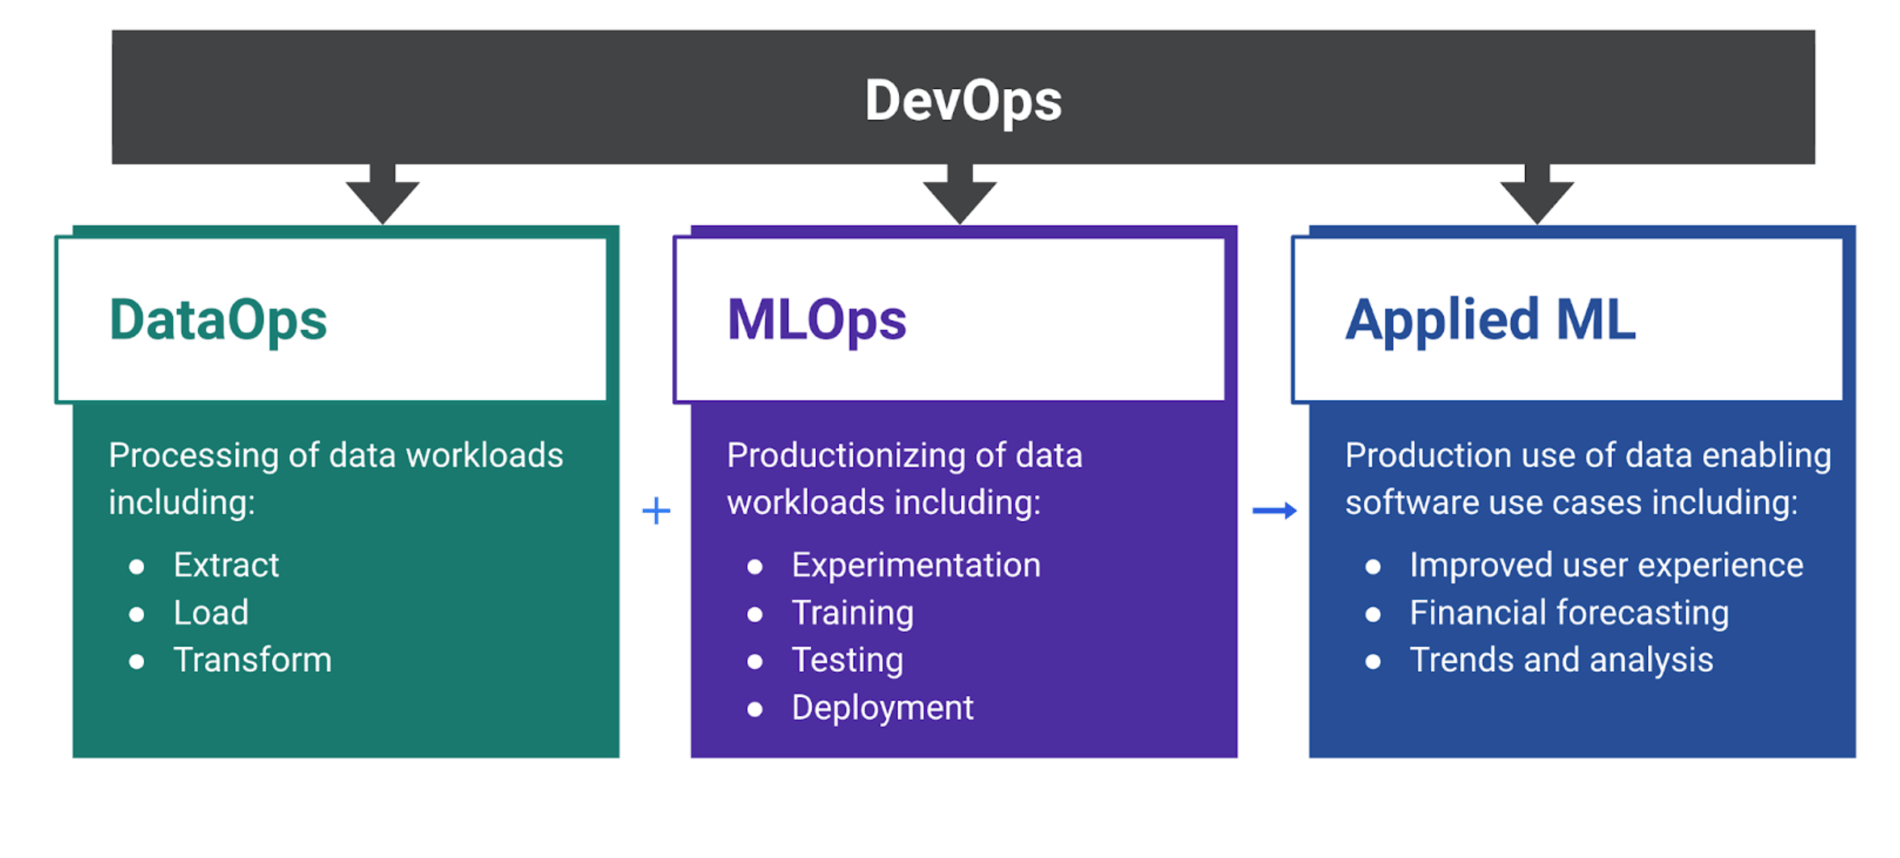 DevOps
DataOps
Processing of data workloads
including:
● Extract
● Load
● Transform
+
MLOps
Productionizing of data
workloads including:
● Experimentation
● Training
● Testing
● Deployment
Applied ML
Production use of data enabling
software use cases including:
● Improved user experience
● Financial forecasting
● Trends and analysis